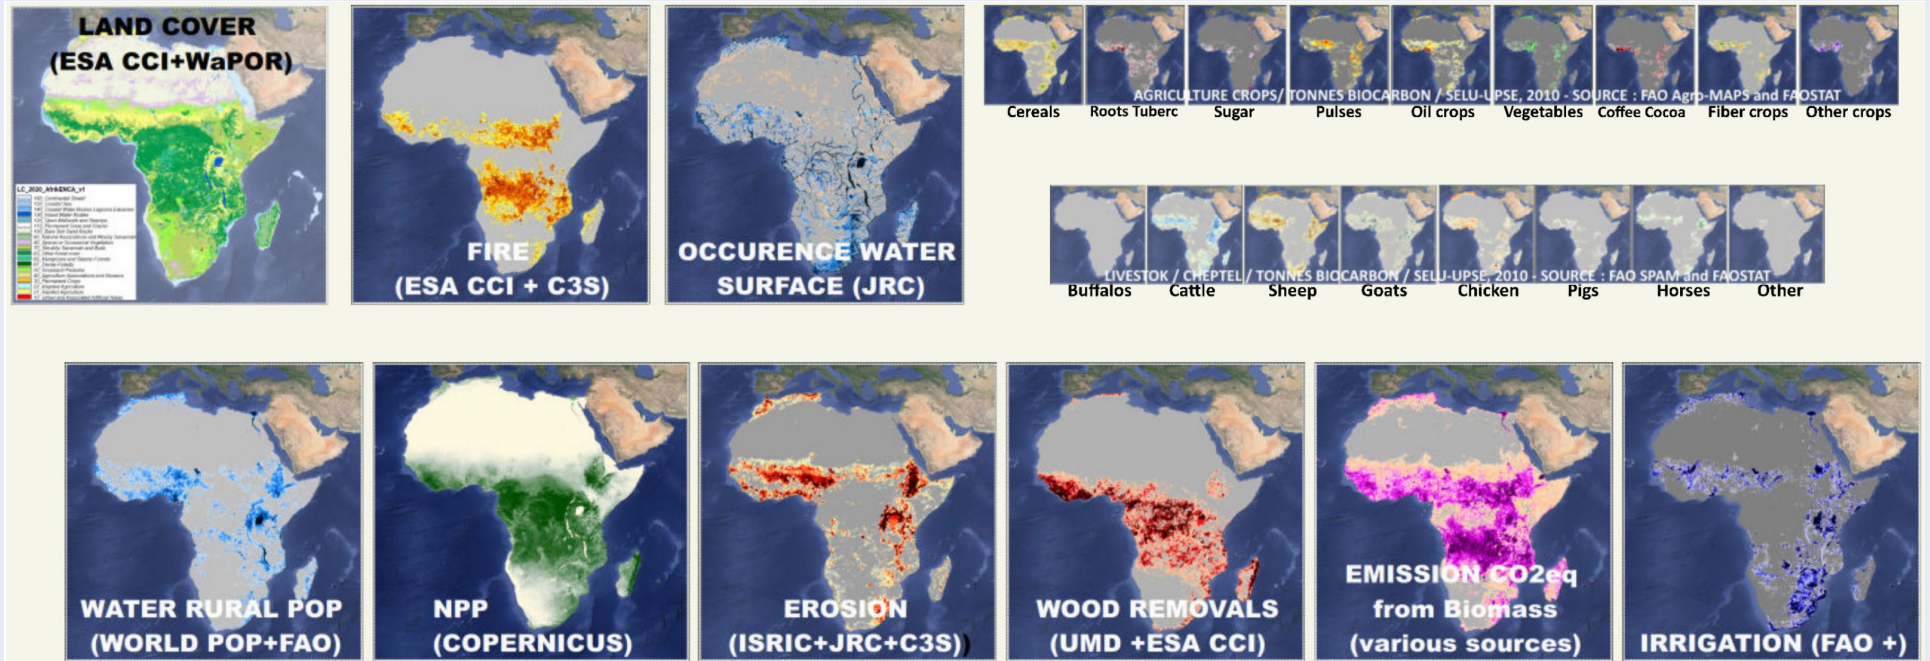 LAND COVER
(ESA CCI+WaPOR)
LC_2020_AfrikENCA_v1
FIRE
(ESA CCI + C3S)
OCCURENCE WATER
SURFACE (JRC)
AGRICULTURE CROPS/ TONNES BIOCARBON / SELU-UPSE, 2010 - SOURCE : FAO Agro-MAPS and FAOSTAT
Cereals Roots Tuberc Sugar Pulses Oil crops Vegetables Coffee Cocoa Fiber crops Other crops
LIVESTOK / CHEPTEL / TONNES BIOCARBON / SELU-UPSE, 2010 - SOURCE : FAO SPAM and FAOSTAT
Buffalos Cattle Sheep Goats Chicken Pigs Horses Other
WATER RURAL POP
(WORLD POP+FAO)
NPP
(COPERNICUS)
EROSION
(ISRIC+JRC+C3S))
WOOD REMOVALS
(UMD +ESA CCI)
EMISSION CO2eq
from Biomass
(various sources)
IRRIGATION (FAO +)